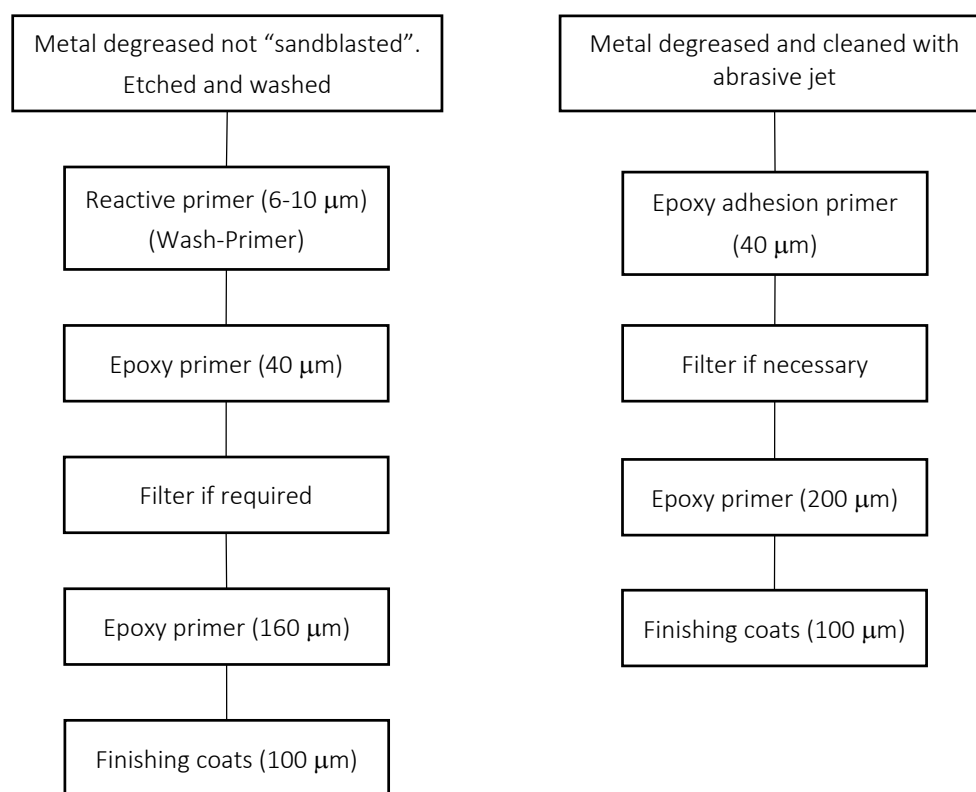 Metal degreased not “sandblasted”.
Etched and washed
Reactive primer (6-10 μm)
(Wash-Primer)
Epoxy primer (40 μm)
Filter if required
Epoxy primer (160 μm)
Finishing coats (100 μm)
Metal degreased and cleaned with
abrasive jet
Epoxy adhesion primer
(40 μm)
Filter if necessary
Epoxy primer (200 μm)
Finishing coats (100 μm)